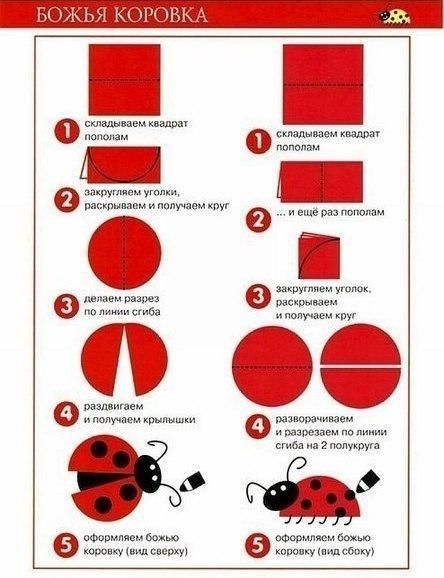 БОЖЬЯ КОРОВКА
1
складываем квадрат
пополам
2
закругляем уголки,
раскрываем и получаем круг
3
делаем разрез
по линии сгиба
4
раздвигаем
и получаем крылышки
5
оформляем божью
коровку (вид сверху)
1
складываем квадрат
пополам
2
... и ещё раз пополам
3
закругляем уголок,
раскрываем
и получаем круг
4
разворачиваем
и разрезаем по линии
сгиба на 2 полукруга
5
оформляем божью
коровку (вид сбоку)